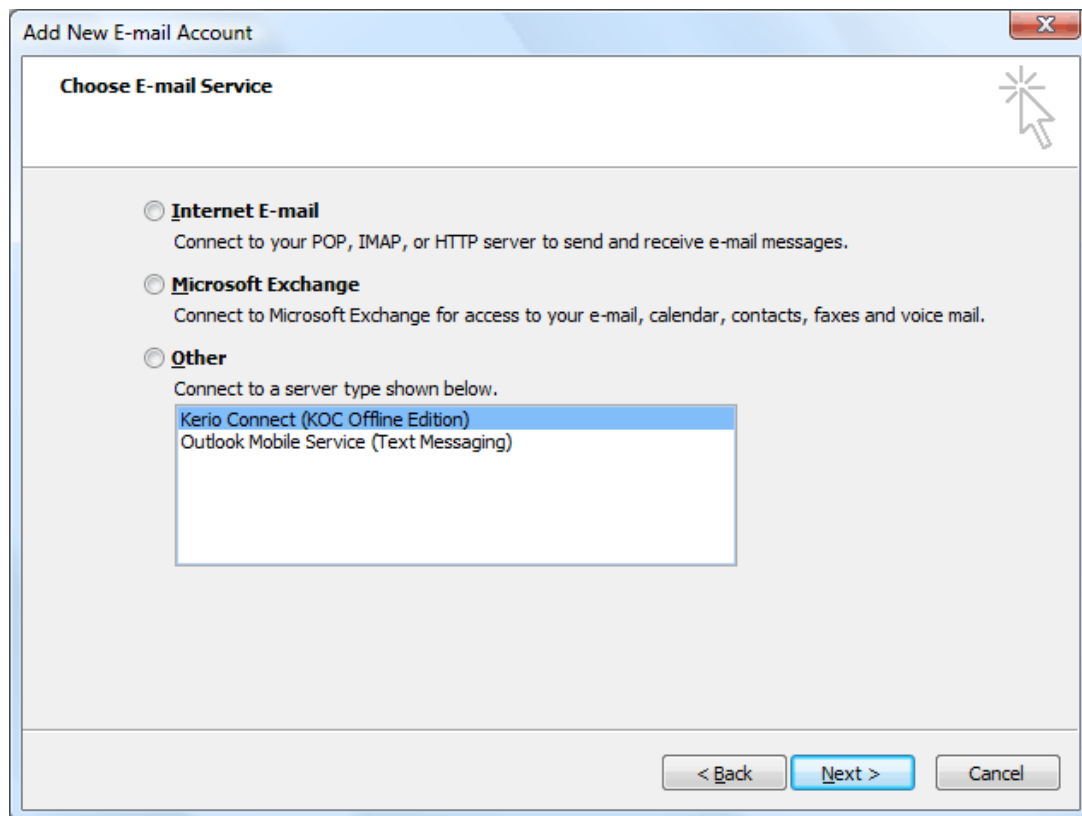 Add New E-mail Account
Choose E-mail Service
Internet E-mail
Connect to your POP, IMAP, or HTTP server to send and receive e-mail messages.
Microsoft Exchange
Connect to Microsoft Exchange for access to your e-mail, calendar, contacts, faxes and voice mail.
Other
Connect to a server type shown below.
Kerio Connect (KOC Offline Edition)
Outlook Mobile Service (Text Messaging)
< Back Next > Cancel